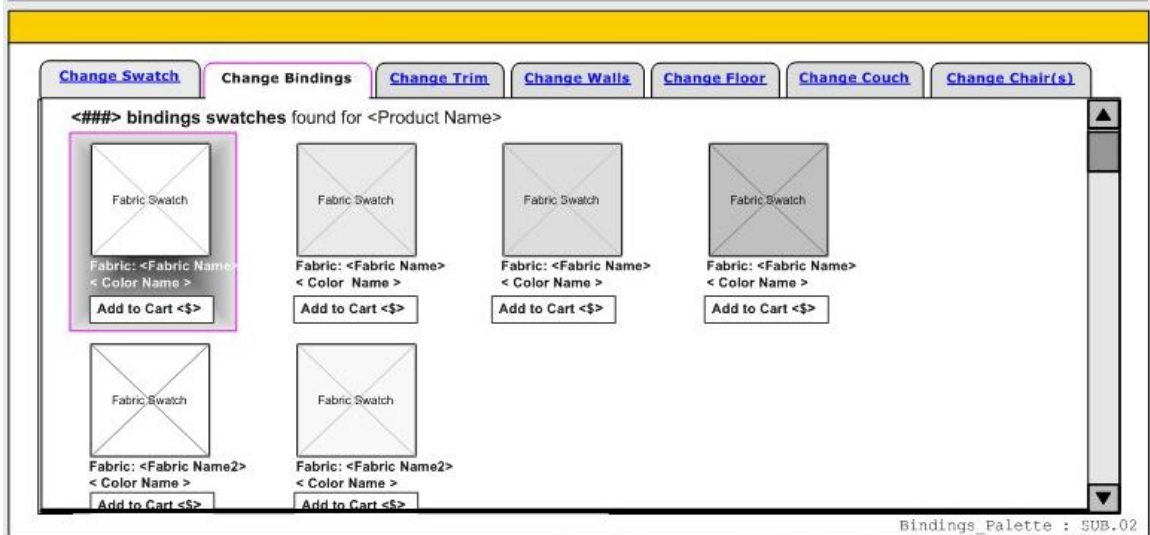 Change Swatch Change Bindings Change Trim Change Walls Change Floor Change Couch Change Chair(s)
<###> bindings swatches found for <Product Name>
Fabric Swatch Fabric Swatch Fabric Swatch Fabric Swatch
Fabric: <Fabric Name> Fabric: <Fabric Name> Fabric: <Fabric Name> Fabric: <Fabric Name>
< Color Name > < Color Name > < Color Name > < Color Name >
Add to Cart <$> Add to Cart <$> Add to Cart <$> Add to Cart <$>
Fabric Swatch Fabric Swatch
Fabric: <Fabric Name2> Fabric: <Fabric Name2>
< Color Name > < Color Name >
Add to Cart <$> Add to Cart <$>
Bindings_Palette : SUB.02